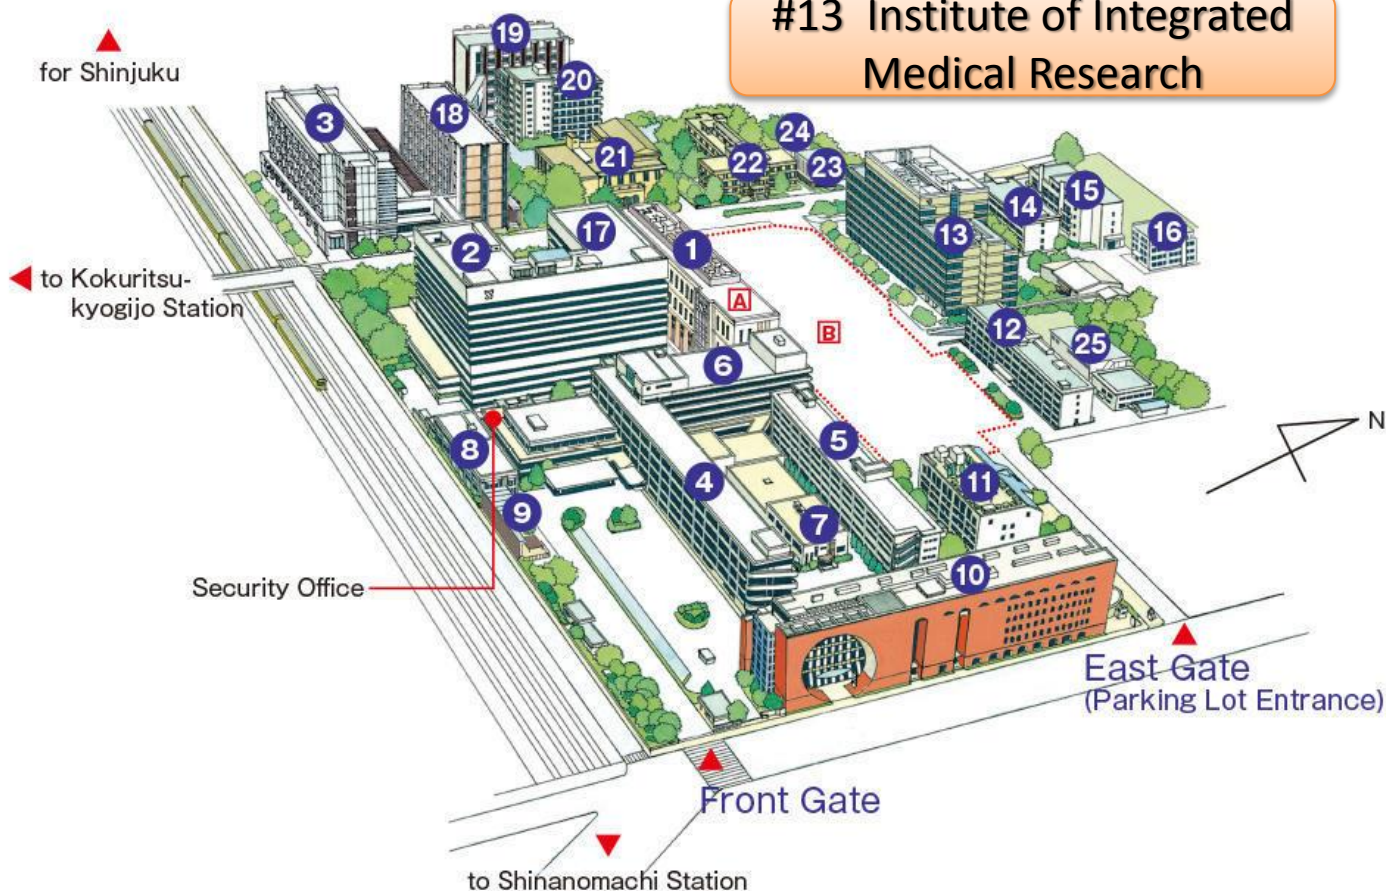 #13 Institute of Integrated
Medical Research
for Shinjuku
19
20
3
18
24
21
22
23
15
14
17
16
13
2
1
to Kokuritsu-
kyogijo Station
A
B
12
25
6
N
8
5
4
11
9
7
10
Security Office
East Gate
(Parking Lot Entrance)
Front Gate
to Shinanomachi Station